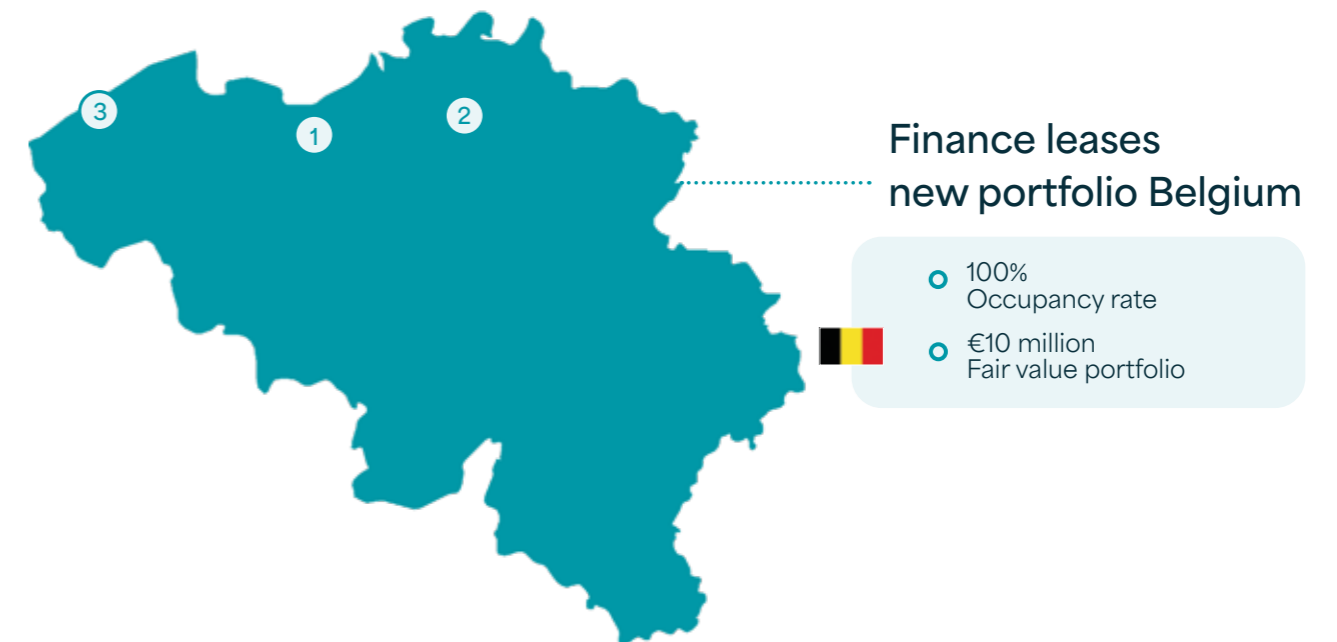 3
1
2
Finance leases
new portfolio Belgium
100%
Occupancy rate
€10 million
Fair value portfolio